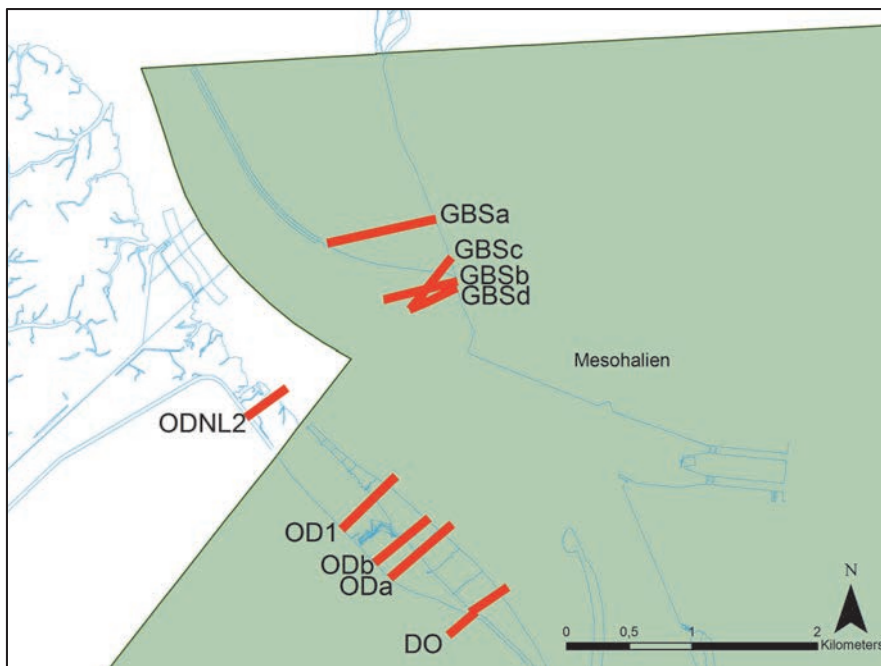 GBSa
GBSc
GBSb
GBSd
Mesohalien
ODNL2
OD1
ODb
ODa
DO
N
0 0,5 1 2
Kilometers